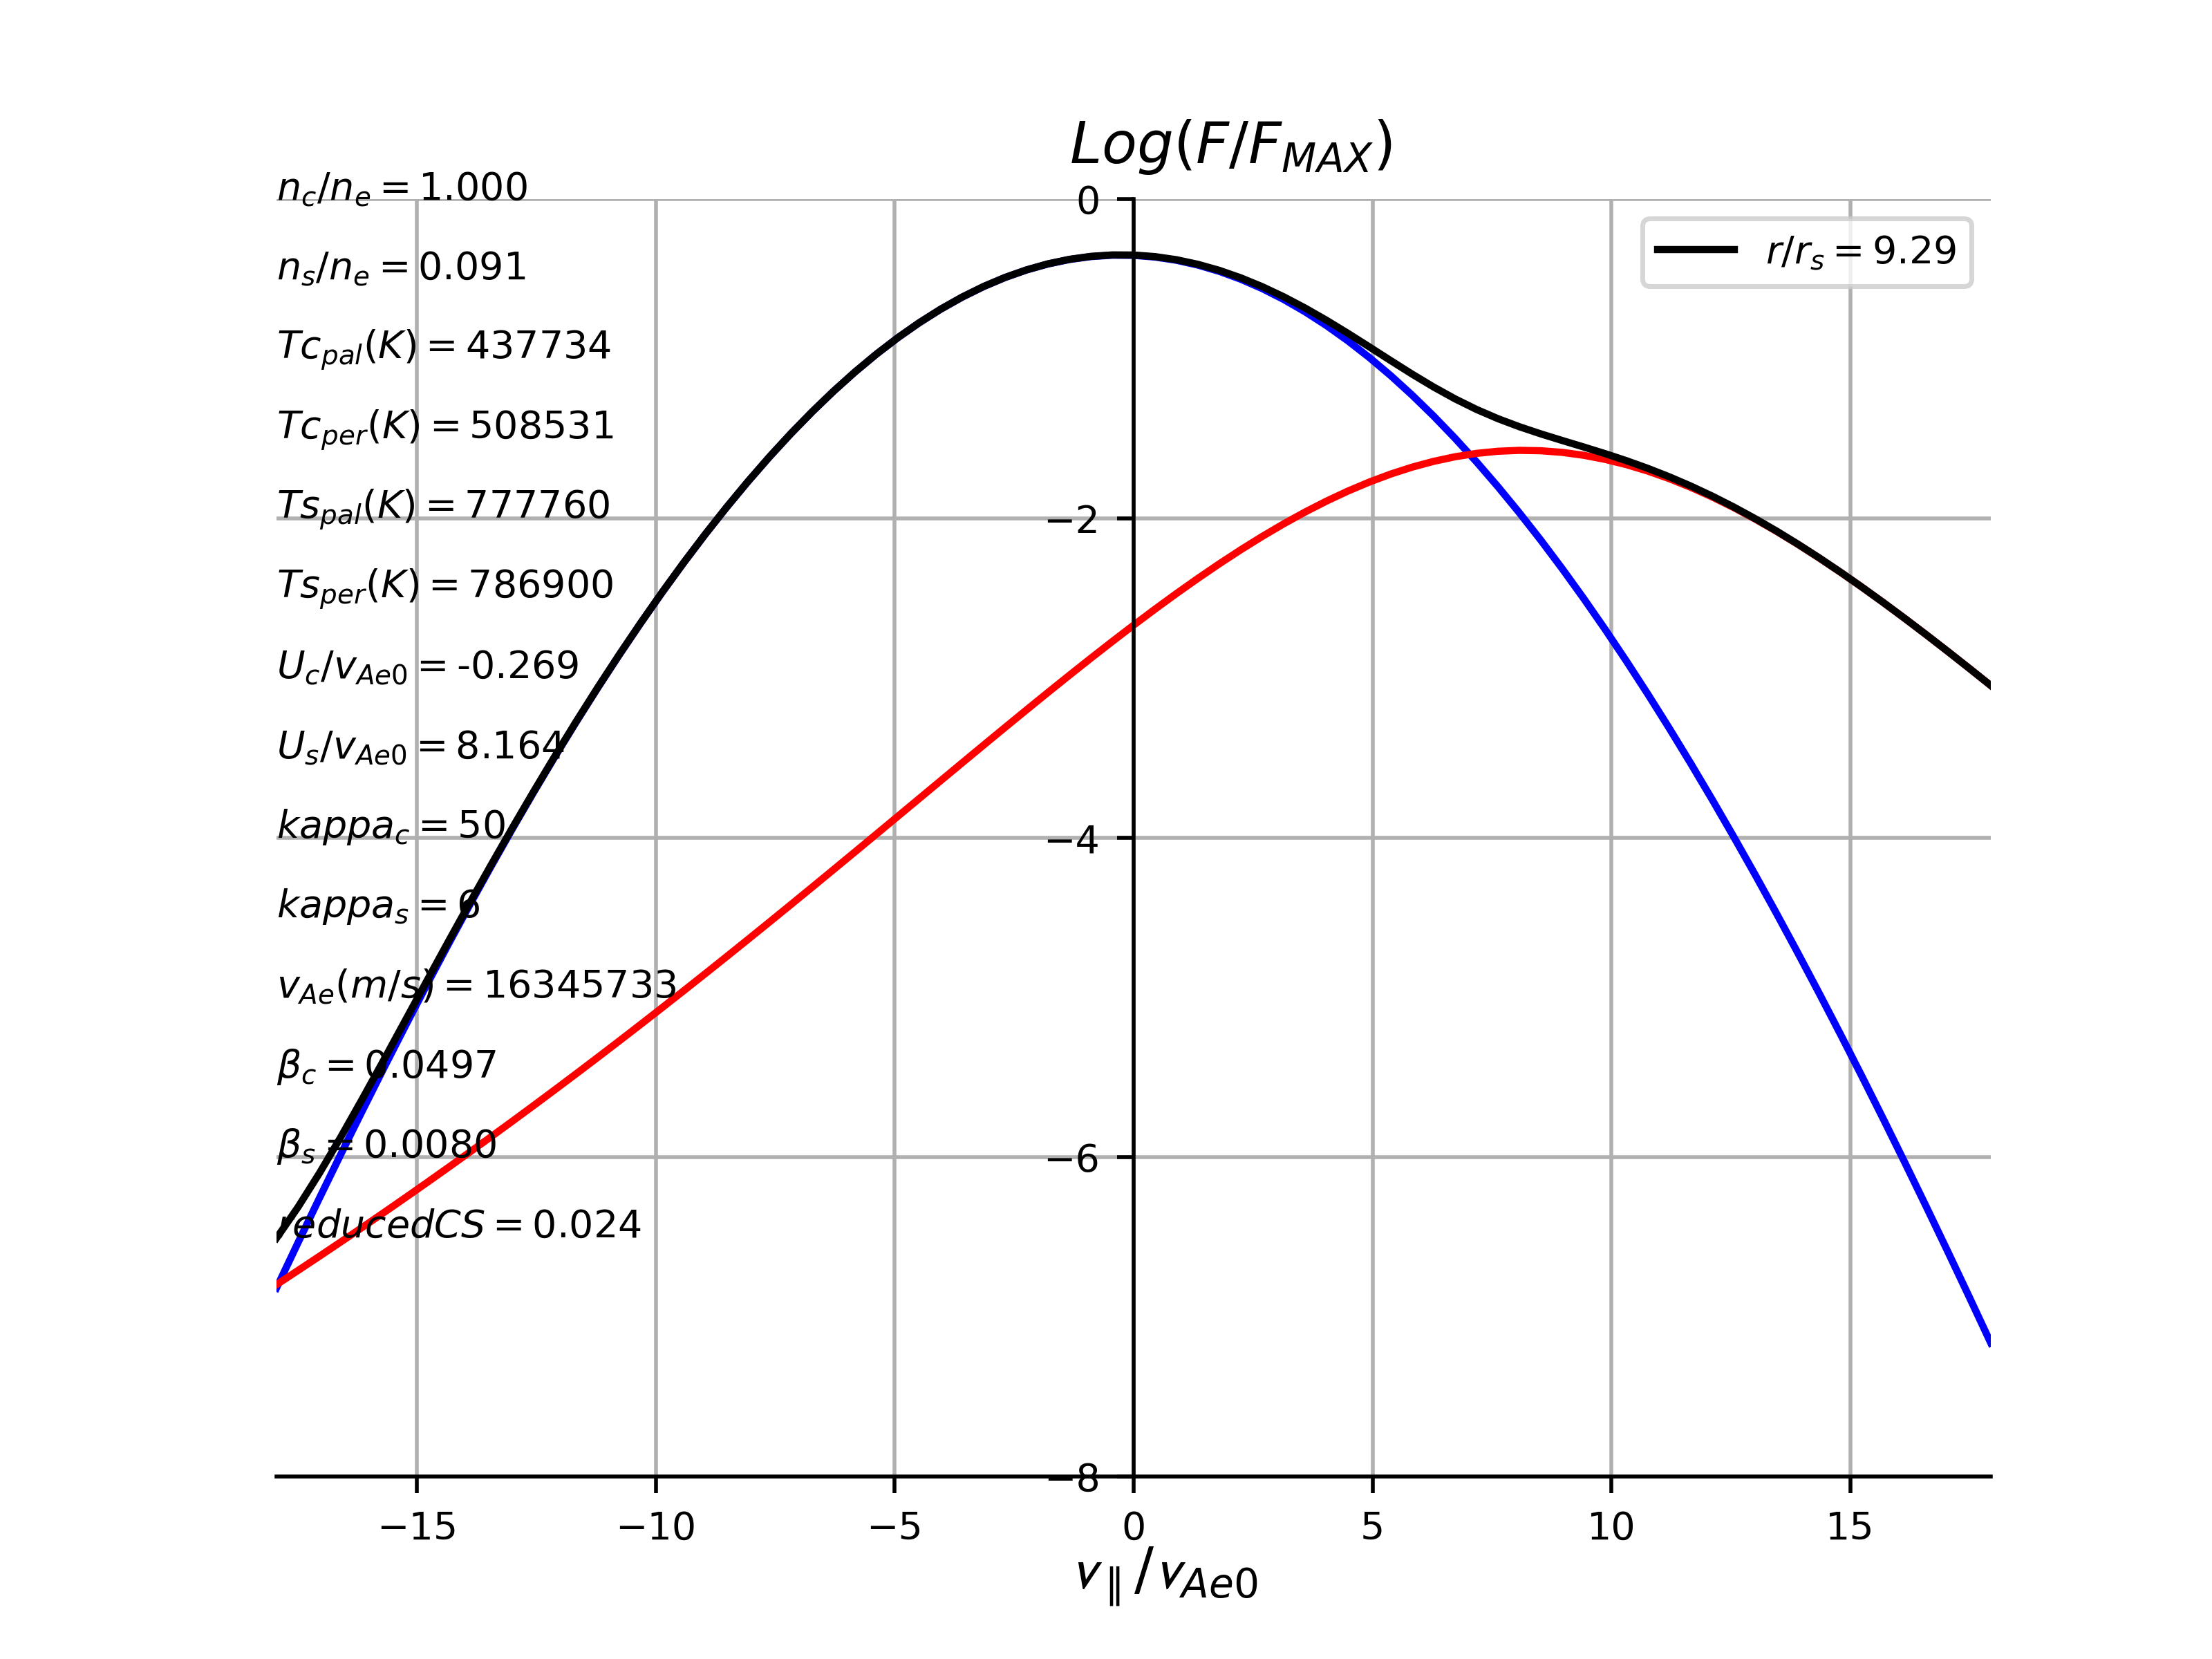 Log(F/F_MAX)
n_c/n_e = 1.000
n_s/n_e = 0.091
Tc_pal(K) = 437734
Tc_per(K) = 508531
Ts_pal(K) = 777760
Ts_per(K) = 786900
U_c/v_Ae0 = -0.269
U_s/v_Ae0 = 8.164
kappa_c = 50
kappa_s = 6
v_Ae(m/s) = 16345733
β_c = 0.0497
β_s = 0.0080
reducedCS = 0.024
r/r_s = 9.29
0
−2
−4
−6
−8
−15 −10 −5 0 5 10 15
v_∥/v_Ae0